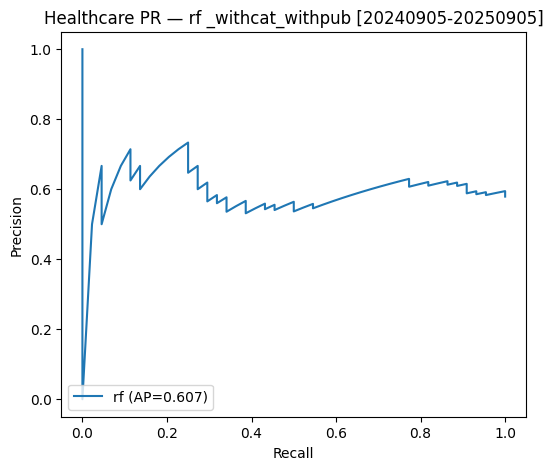 Healthcare PR — rf _withcat_withpub [20240905-20250905]
1.0
0.8
0.6
0.4
0.2
0.0
Precision
rf (AP=0.607)
0.0 0.2 0.4 0.6 0.8 1.0
Recall